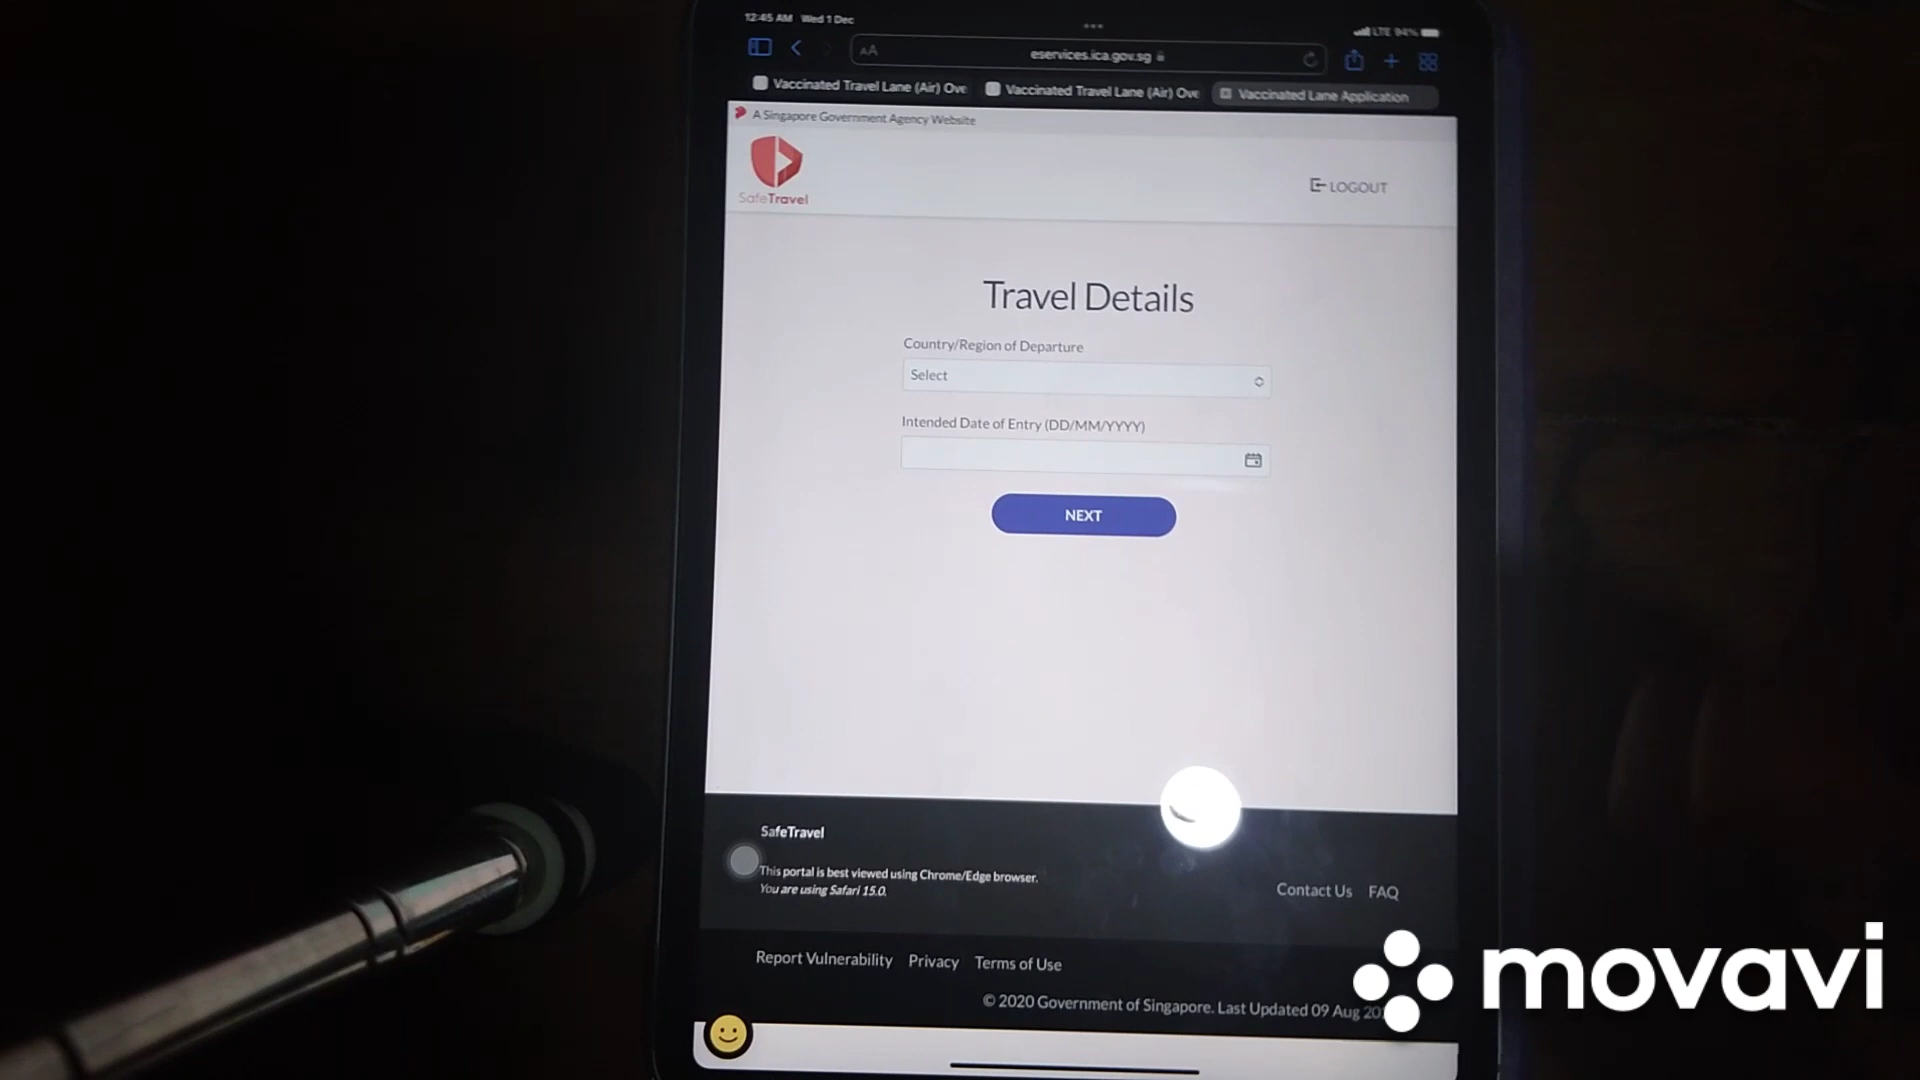 12:45 AM Wed 1 Dec
LTE 94%
AA
eservices.ica.gov.sg
Vaccinated Travel Lane (Air) Ove
Vaccinated Travel Lane (Air) Ove
Vaccinated Lane Application
A Singapore Government Agency Website
SafeTravel
LOGOUT
Travel Details
Country/Region of Departure
Select
Intended Date of Entry (DD/MM/YYYY)
NEXT
SafeTravel
This portal is best viewed using Chrome/Edge browser.
You are using Safari 15.0.
Contact Us FAQ
Report Vulnerability Privacy Terms of Use
© 2020 Government of Singapore. Last Updated 09 Aug
movavi